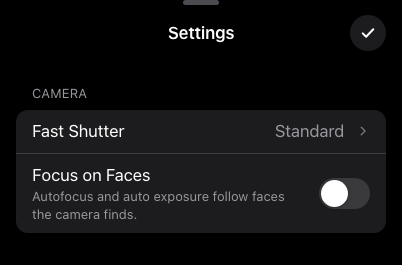 Settings
CAMERA
Fast Shutter Standard
Focus on Faces
Autofocus and auto exposure follow faces
the camera finds.